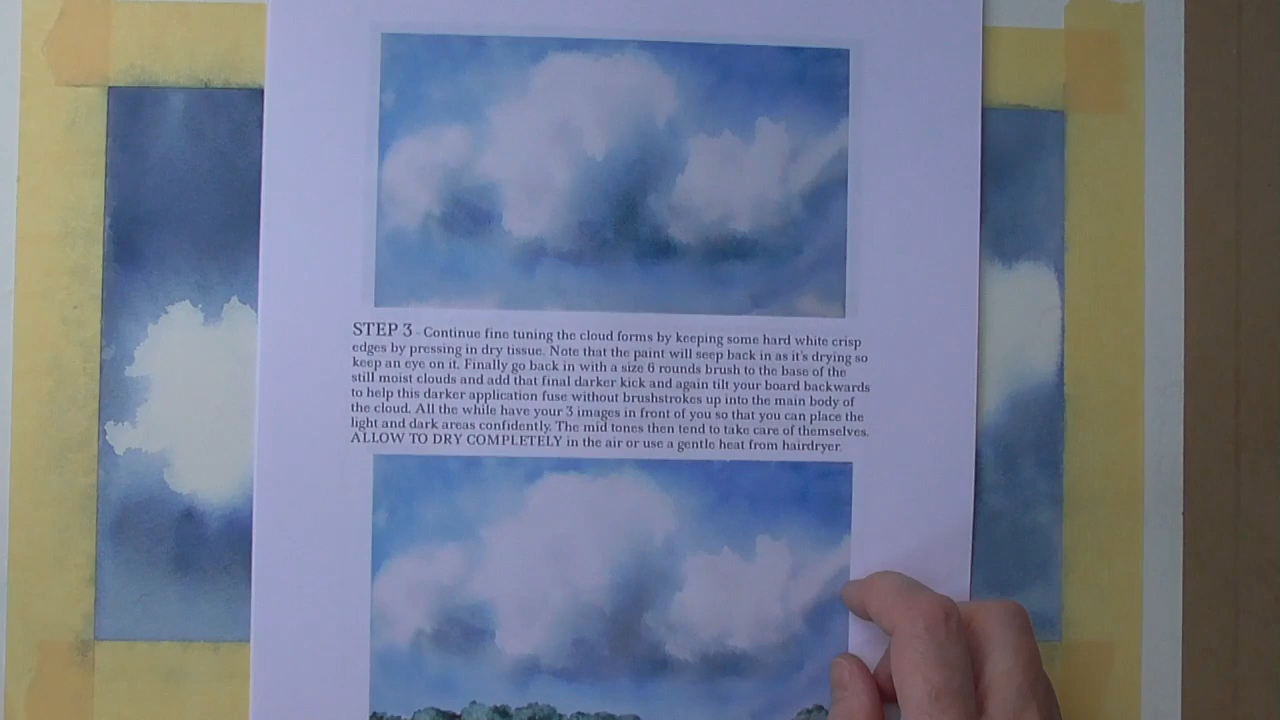 STEP 3 - Continue fine tuning the cloud forms by keeping some hard white crisp
edges by pressing in dry tissue. Note that the paint will seep back in as it's drying so
keep an eye on it. Finally go back in with a size 6 rounds brush to the base of the
still moist clouds and add that final darker kick and again tilt your board backwards
to help this darker application fuse without brushstrokes up into the main body of
the cloud. All the while have your 3 images in front of you so that you can place the
light and dark areas confidently. The mid tones then tend to take care of themselves.
ALLOW TO DRY COMPLETELY in the air or use a gentle heat from hairdryer.